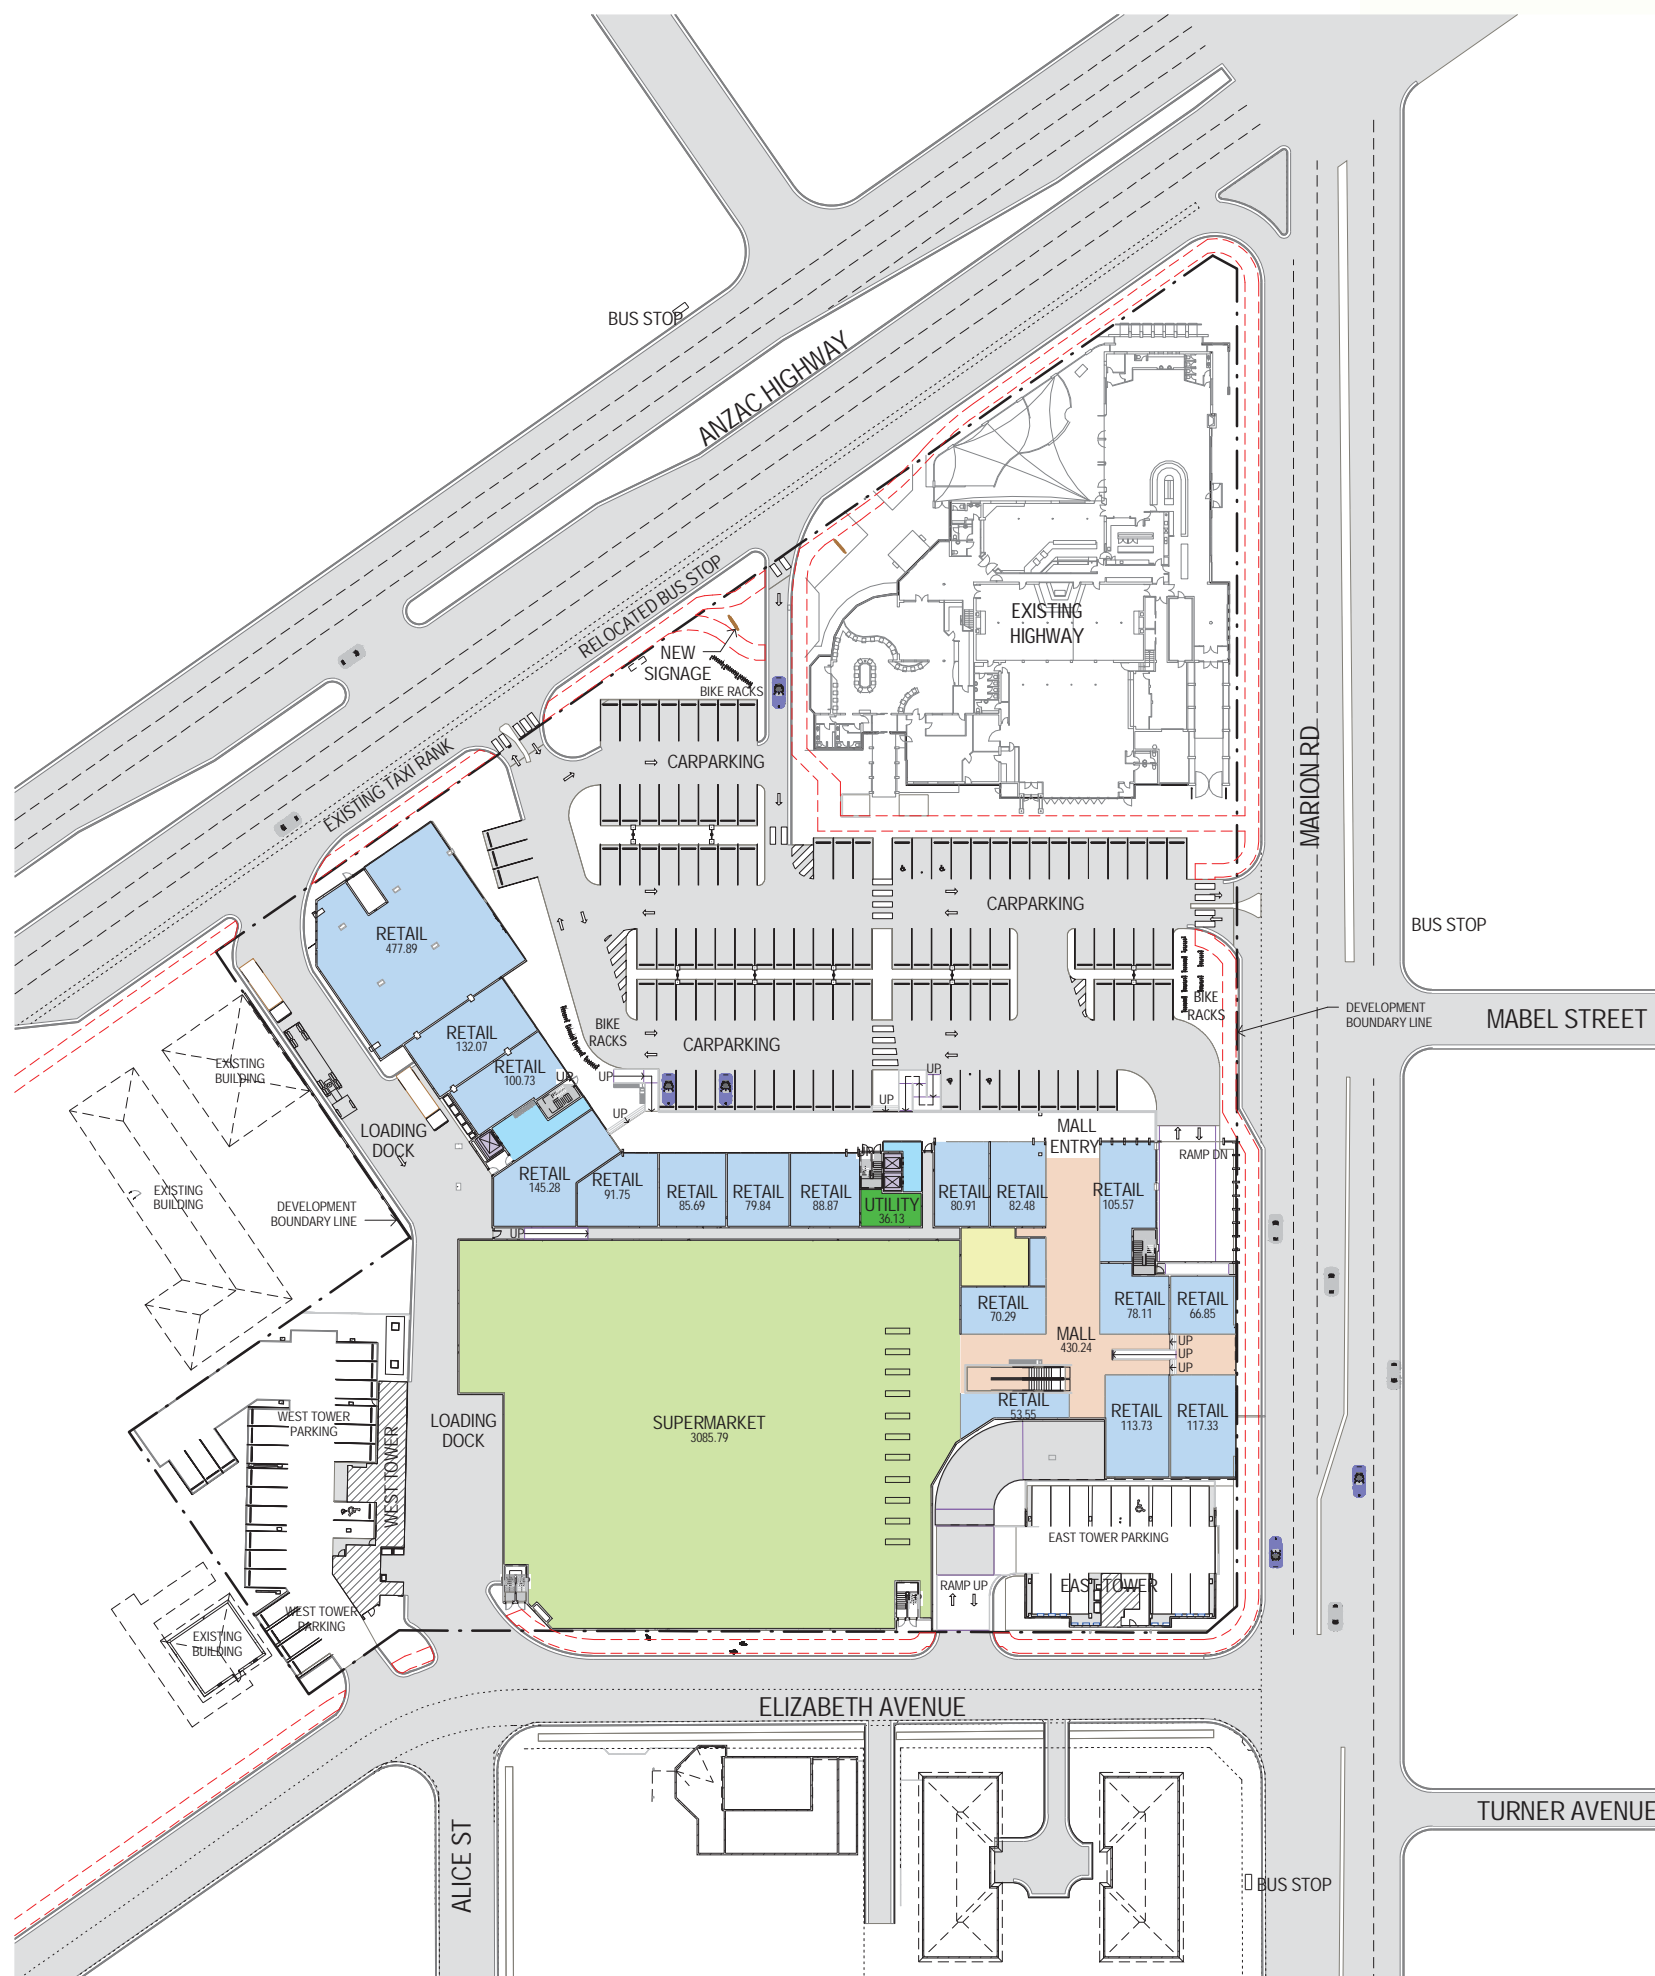 BUS STOP
ANZAC HIGHWAY
EXISTING
HIGHWAY
RELOCATED BUS STOP
NEW
SIGNAGE
BIKE RACKS
CARPARKING
EXISTING TAXI RANK
MARION RD
CARPARKING
BUS STOP
RETAIL
477.89
BIKE
RACKS
DEVELOPMENT
BOUNDARY LINE
MABEL STREET
RETAIL
132.07
BIKE
RACKS
CARPARKING
EXISTING
BUILDING
RETAIL
100.73
UP
UP
UP
UP
UP
LOADING
DOCK
MALL
ENTRY
RAMP DN
EXISTING
BUILDING
DEVELOPMENT
BOUNDARY LINE
RETAIL
145.28
RETAIL
91.75
RETAIL
85.69
RETAIL
79.84
RETAIL
88.87
UP
UTILITY
36.13
RETAIL
80.91
RETAIL
82.48
RETAIL
105.57
UP
RETAIL
70.29
RETAIL
78.11
RETAIL
66.85
MALL
430.24
UP
UP
UP
RETAIL
53.55
RETAIL
113.73
RETAIL
117.33
WEST TOWER
PARKING
WEST TOWER
LOADING
DOCK
SUPERMARKET
3085.79
EAST TOWER PARKING
RAMP UP
EAST TOWER
WEST TOWER
PARKING
EXISTING
BUILDING
ELIZABETH AVENUE
ALICE ST
TURNER AVENUE
BUS STOP